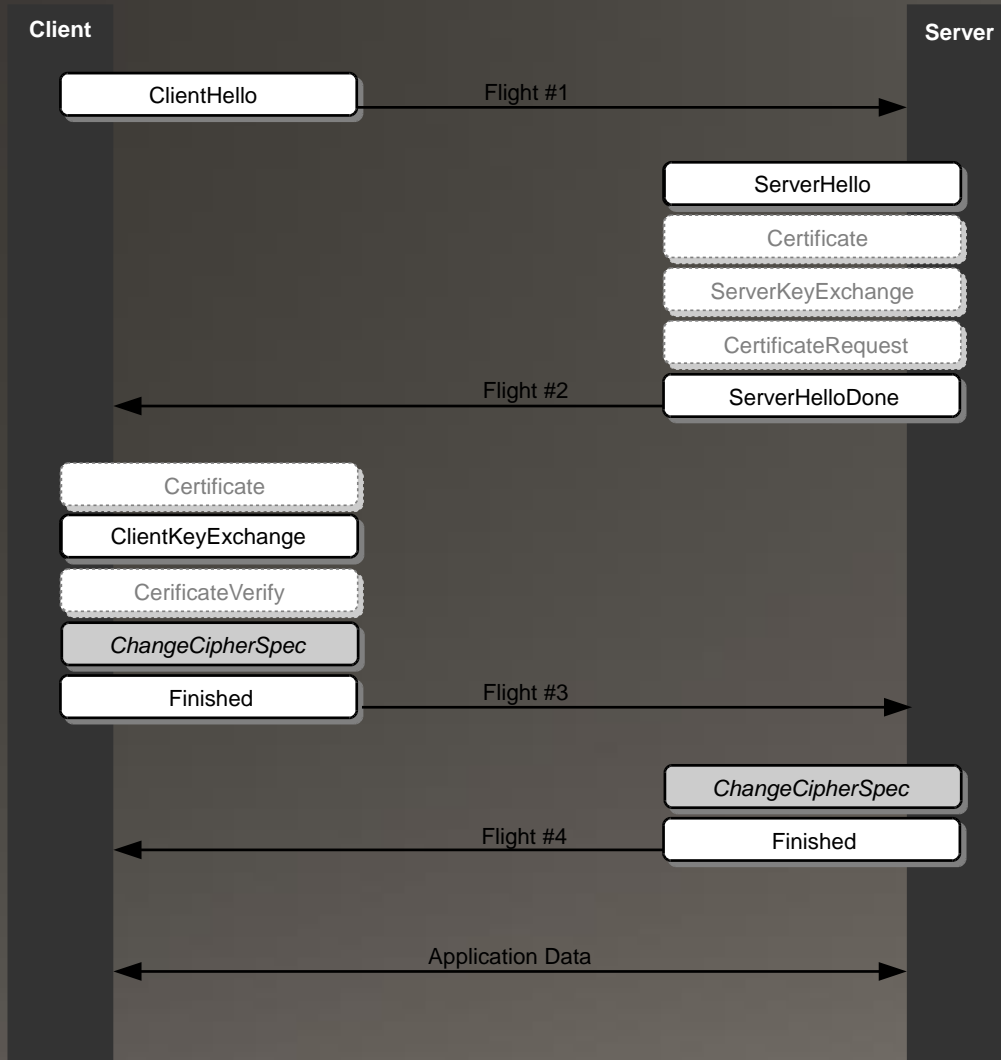 Client
Server
ClientHello
Flight #1
ServerHello
Certificate
ServerKeyExchange
CertificateRequest
Flight #2
ServerHelloDone
Certificate
ClientKeyExchange
CerificateVerify
ChangeCipherSpec
Finished
Flight #3
ChangeCipherSpec
Flight #4
Finished
Application Data